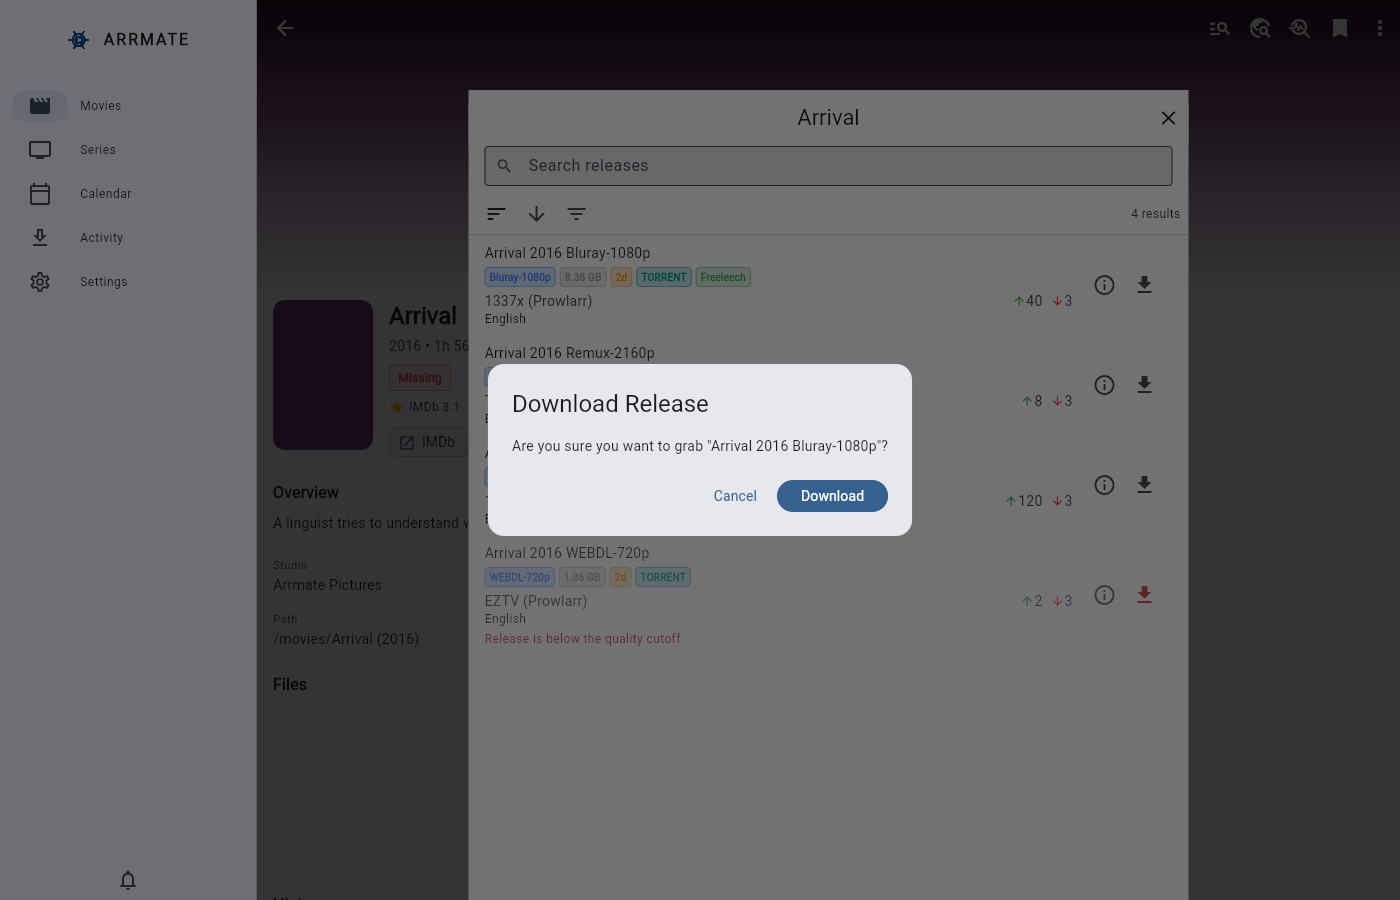 ARRMATE
Movies
Series
Calendar
Activity
Settings
Arrival
2016 • 1h 56
Missing
IMDb 8.1
IMDb
Overview
A linguist tries to understand
Studio
Arrmate Pictures
Path
/movies/Arrival (2016)
Files
Arrival
Search releases
4 results
Arrival 2016 Bluray-1080p
Bluray-1080p 8.38 GB 2d TORRENT Freeleech
1337x (Prowlarr) 40 3
English
Arrival 2016 Remux-2160p
8 3
120 3
Download Release
Are you sure you want to grab "Arrival 2016 Bluray-1080p"?
Cancel Download
Arrival 2016 WEBDL-720p
WEBDL-720p 1.86 GB 2d TORRENT
EZTV (Prowlarr) 2 3
English
Release is below the quality cutoff